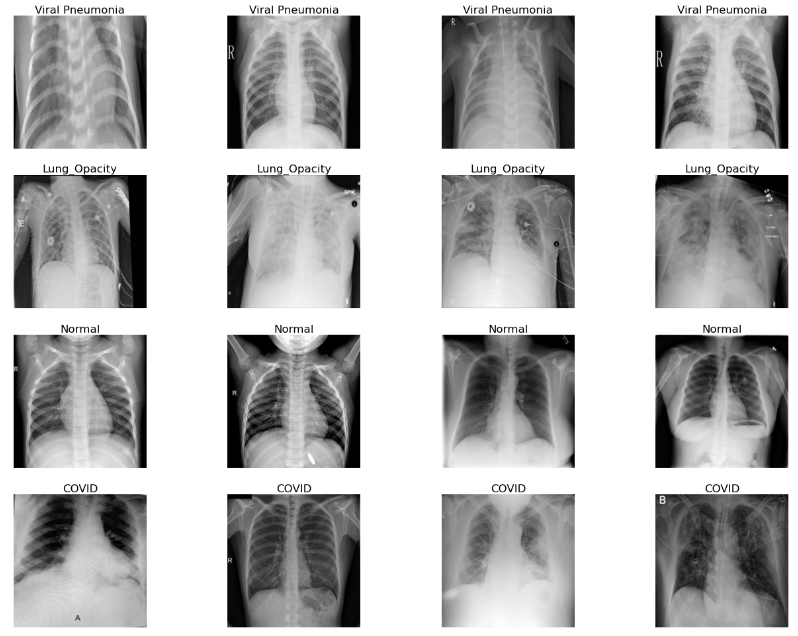 Viral Pneumonia Viral Pneumonia Viral Pneumonia Viral Pneumonia
R R R
Lung_Opacity Lung_Opacity Lung_Opacity Lung_Opacity
Normal Normal Normal Normal
R R
COVID COVID COVID COVID
B
R
A